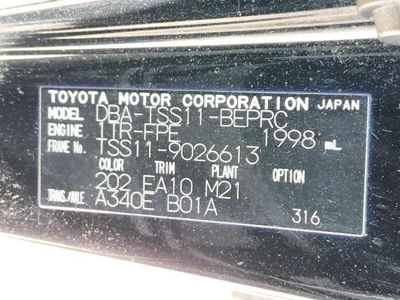 TOYOTA MOTOR CORPORATION JAPAN
MODEL DBA-TSS11-BEPRC
ENGINE 1TR-FPE 1998 mL
FRAME No. TSS11-9026613
COLOR TRIM PLANT OPTION
202 EA10 M21
TRANS./AXLE A340E B01A 316